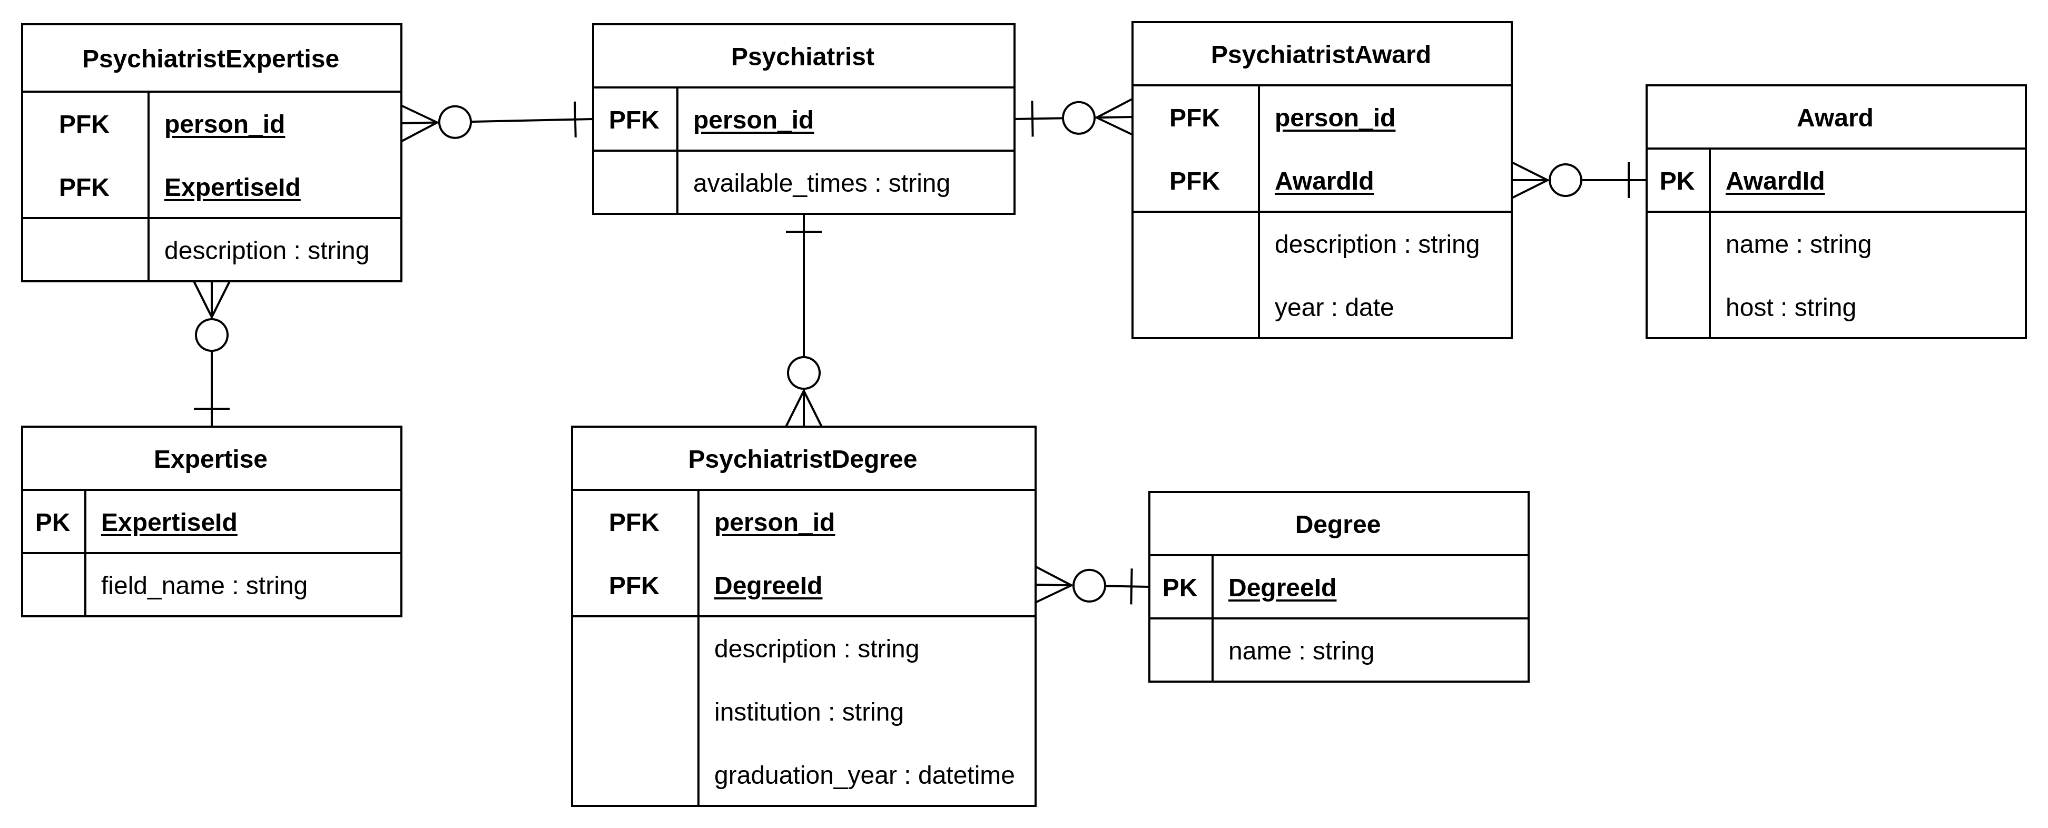 PsychiatristExpertise
PFK person_id
PFK ExpertiseId
description : string
Psychiatrist
PFK person_id
available_times : string
PsychiatristAward
PFK person_id
PFK AwardId
description : string
year : date
Award
PK AwardId
name : string
host : string
Expertise
PK ExpertiseId
field_name : string
PsychiatristDegree
PFK person_id
PFK DegreeId
description : string
institution : string
graduation_year : datetime
Degree
PK DegreeId
name : string